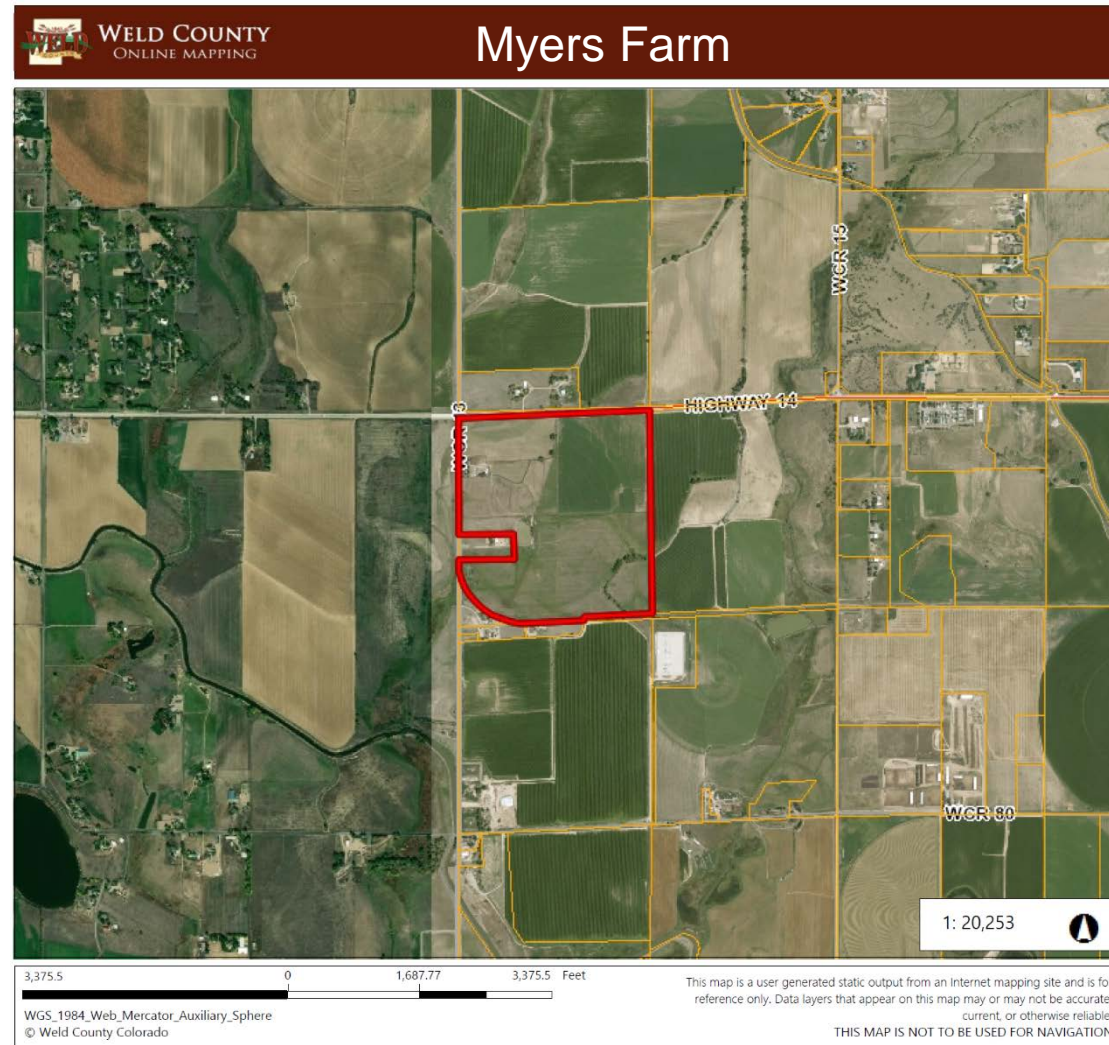 WELD COUNTY
ONLINE MAPPING
Myers Farm
WCR 15
HIGHWAY 14
WCR 80
1: 20,253
3,375.5 0 1,687.77 3,375.5 Feet
WGS_1984_Web_Mercator_Auxiliary_Sphere
© Weld County Colorado
This map is a user generated static output from an Internet mapping site and is fo
reference only. Data layers that appear on this map may or may not be accurate
current, or otherwise reliable
THIS MAP IS NOT TO BE USED FOR NAVIGATION